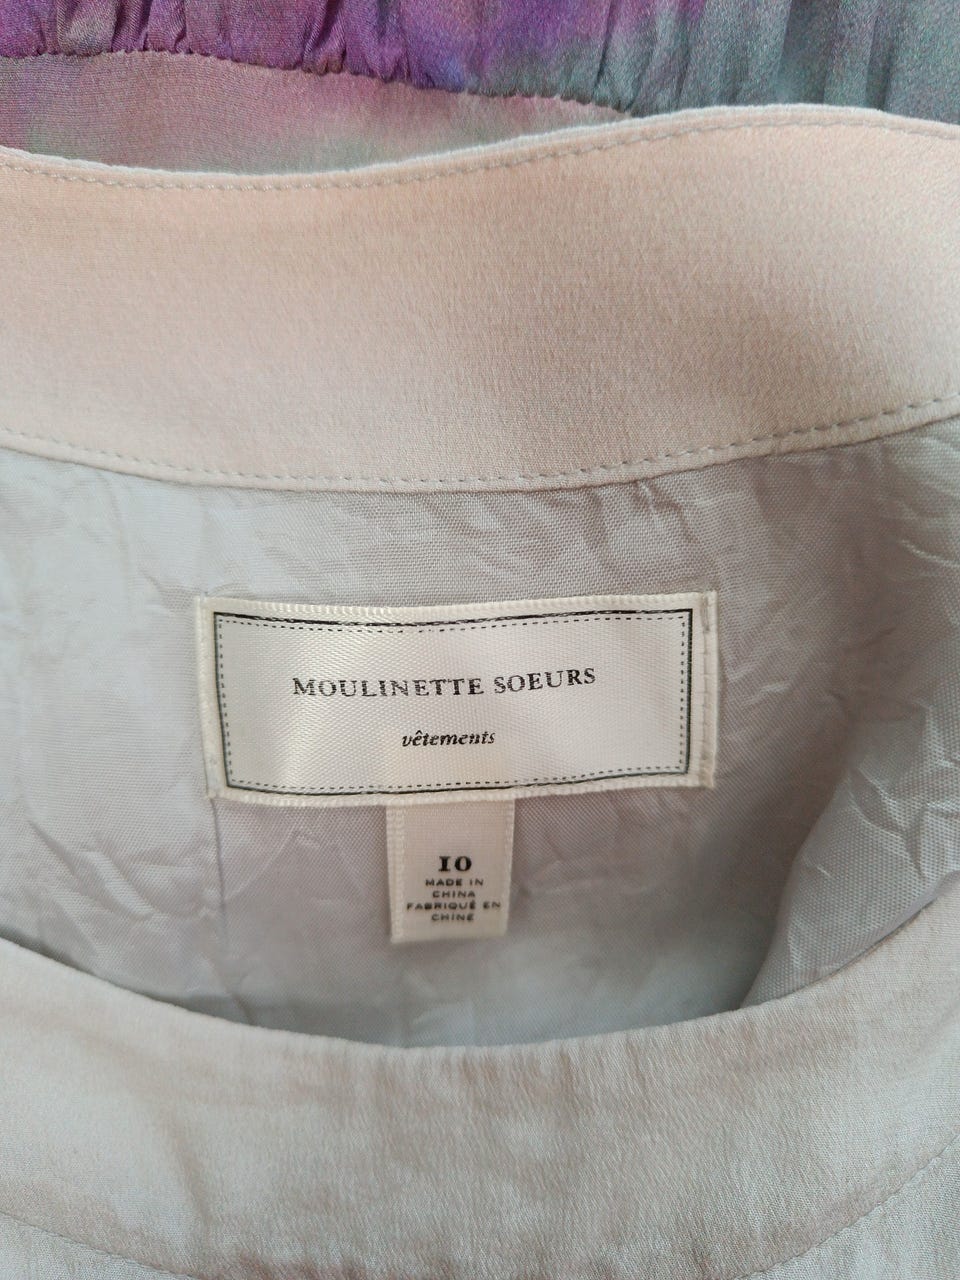 MOULINETTE SOEURS
vêtements
10
MADE IN
CHINA
FABRIQUÉ EN
CHINE